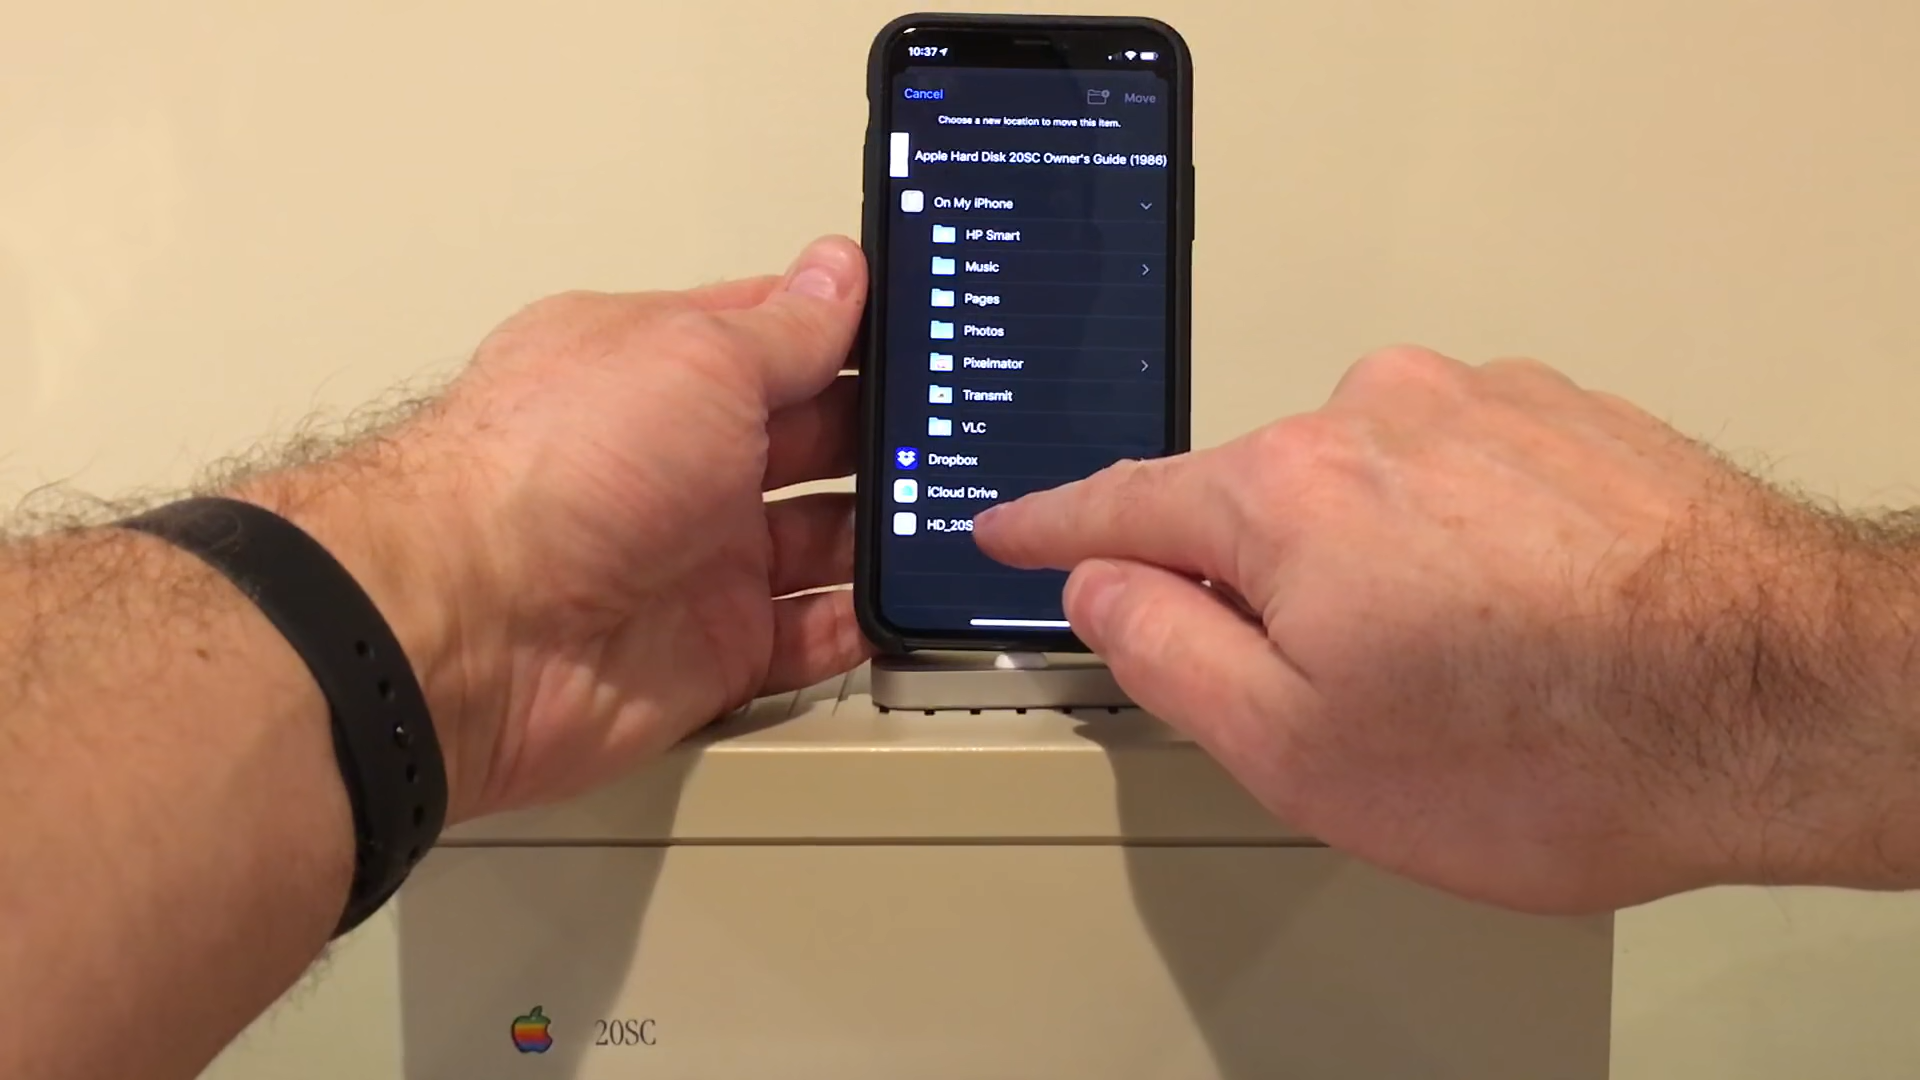 10:37
Cancel
Move
Choose a new location to move this item.
Apple Hard Disk 20SC Owner's Guide (1986)
On My iPhone
HP Smart
Music
Pages
Photos
Pixelmator
Transmit
VLC
Dropbox
iCloud Drive
HD_20S
20SC